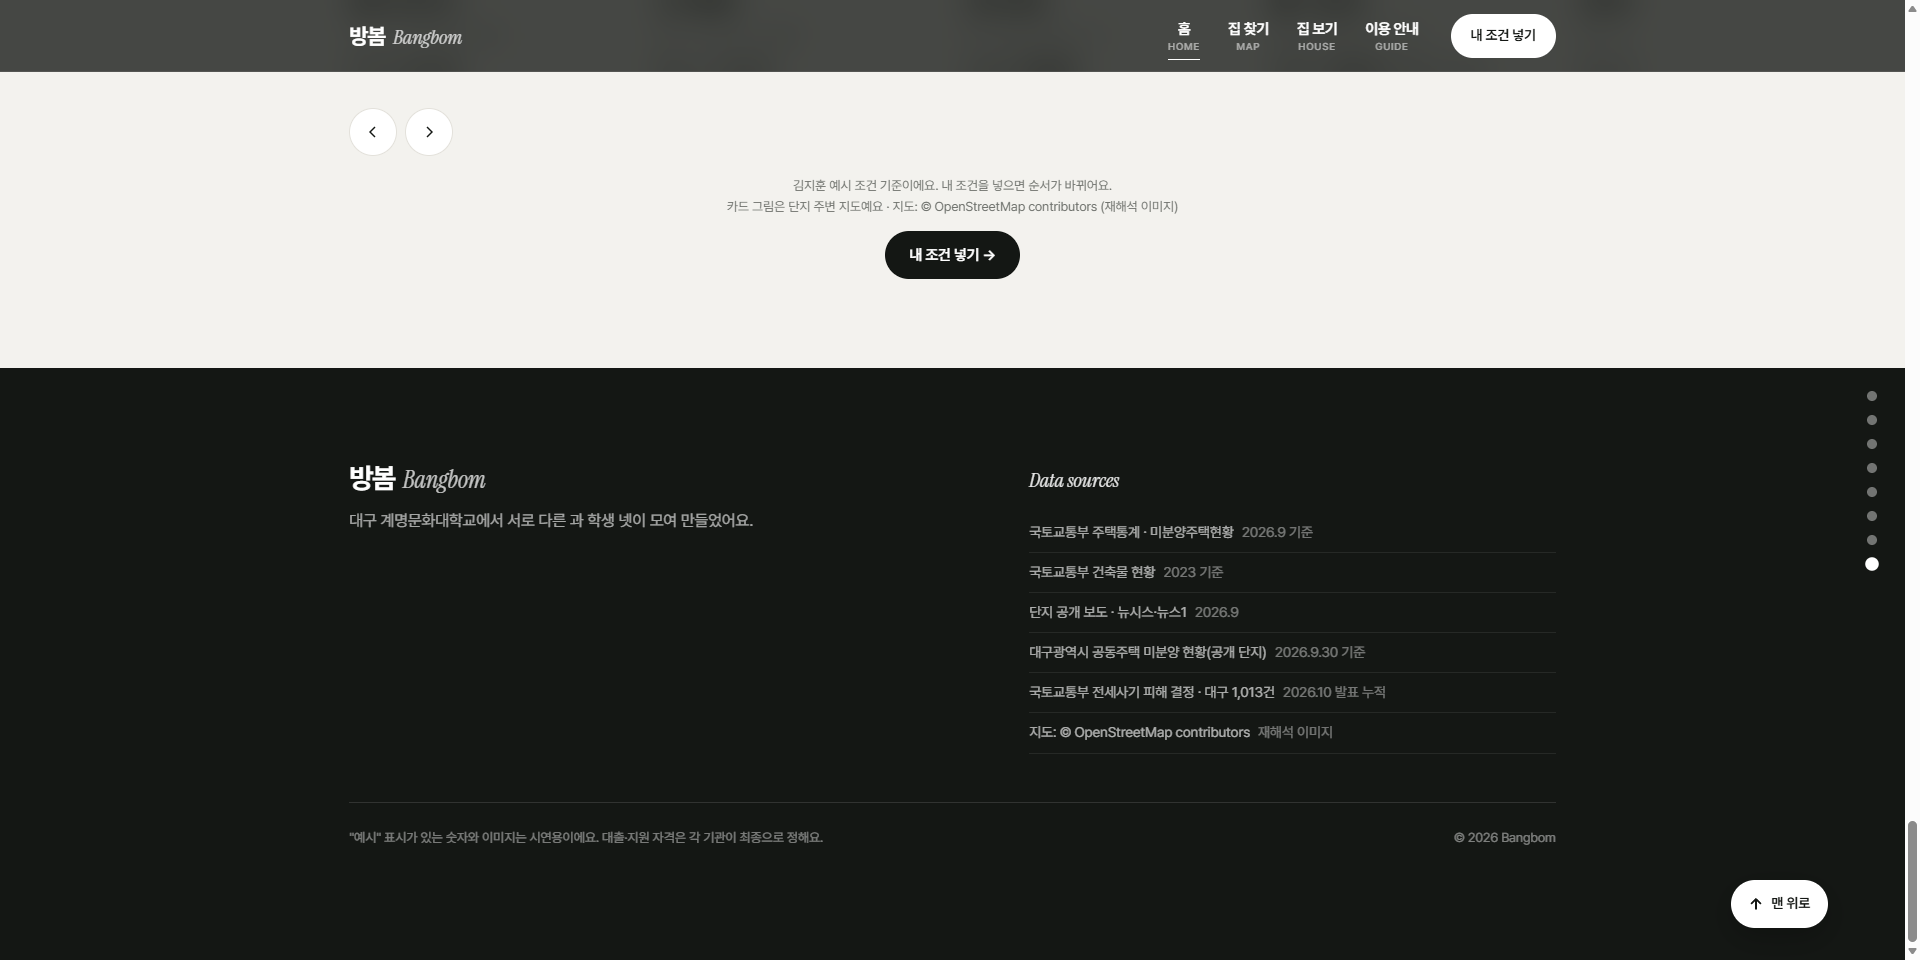 방봄 Bangbom
홈
HOME
집 찾기
MAP
집 보기
HOUSE
이용 안내
GUIDE
내 조건 넣기
김지훈 예시 조건 기준이에요. 내 조건을 넣으면 순서가 바뀌어요.
카드 그림은 단지 주변 지도예요 · 지도: © OpenStreetMap contributors (재해석 이미지)
내 조건 넣기 →
방봄 Bangbom
대구 계명문화대학교에서 서로 다른 과 학생 넷이 모여 만들었어요.
Data sources
국토교통부 주택통계 · 미분양주택현황 2026.9 기준
국토교통부 건축물 현황 2023 기준
단지 공개 보도 · 뉴시스·뉴스1 2026.9
대구광역시 공동주택 미분양 현황(공개 단지) 2026.9.30 기준
국토교통부 전세사기 피해 결정 · 대구 1,013건 2026.10 발표 누적
지도: © OpenStreetMap contributors 재해석 이미지
"예시" 표시가 있는 숫자와 이미지는 시연용이에요. 대출·지원 자격은 각 기관이 최종으로 정해요.
© 2026 Bangbom
↑ 맨 위로